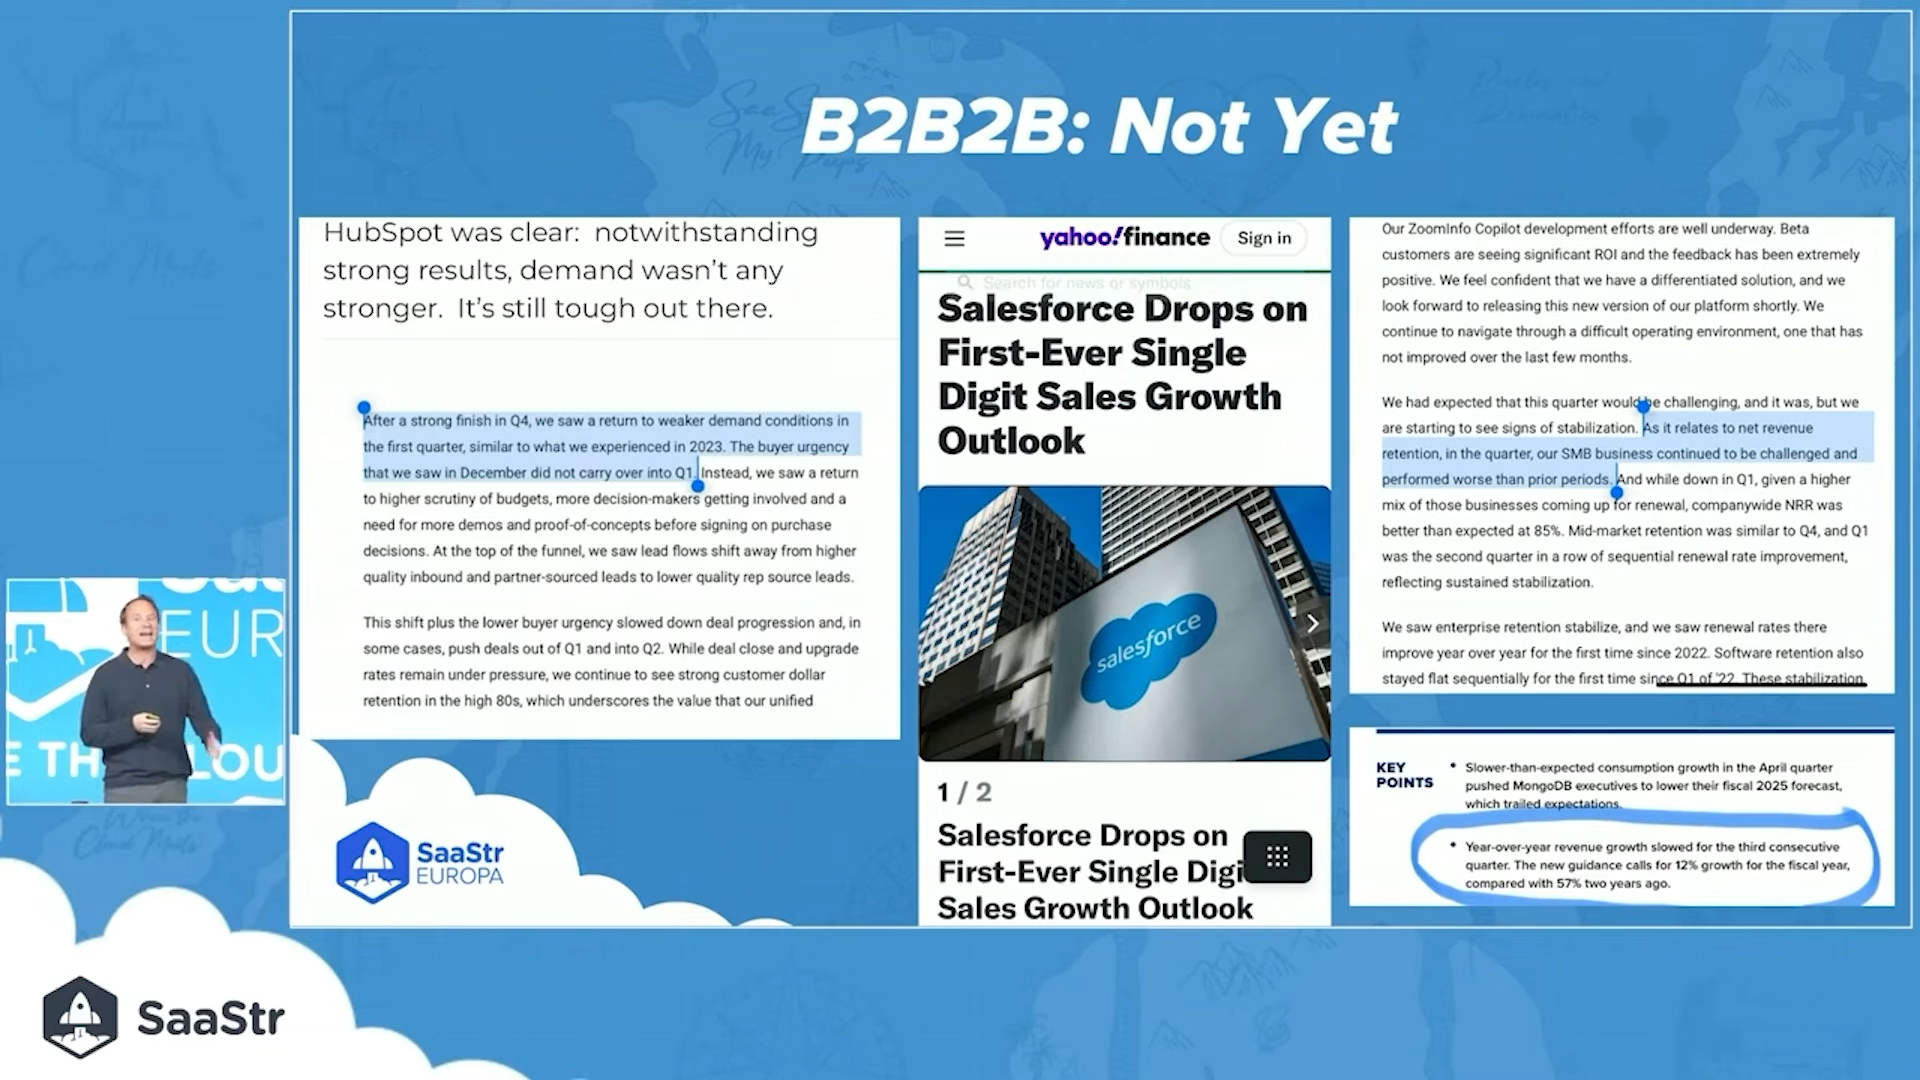 B2B2B: Not Yet
HubSpot was clear: notwithstanding
strong results, demand wasn't any
stronger. It's still tough out there.
After a strong finish in Q4, we saw a return to weaker demand conditions in
the first quarter, similar to what we experienced in 2023. The buyer urgency
that we saw in December did not carry over into Q1. Instead, we saw a return
to higher scrutiny of budgets, more decision-makers getting involved and a
need for more demos and proof-of-concepts before signing on purchase
decisions. At the top of the funnel, we saw lead flows shift away from higher
quality inbound and partner-sourced leads to lower quality rep source leads.
This shift plus the lower buyer urgency slowed down deal progression and, in
some cases, push deals out of Q1 and into Q2. While deal close and upgrade
rates remain under pressure, we continue to see strong customer dollar
retention in the high 80s, which underscores the value that our unified
SaaStr
EUROPA
yahoo!finance Sign in
Search for news or symbols
Salesforce Drops on
First-Ever Single
Digit Sales Growth
Outlook
salesforce
1 / 2
Salesforce Drops on
First-Ever Single Digi
Sales Growth Outlook
Our ZoomInfo Copilot development efforts are well underway. Beta
customers are seeing significant ROI and the feedback has been extremely
positive. We feel confident that we have a differentiated solution, and we
look forward to releasing this new version of our platform shortly. We
continue to navigate through a difficult operating environment, one that has
not improved over the last few months.
We had expected that this quarter would be challenging, and it was, but we
are starting to see signs of stabilization. As it relates to net revenue
retention, in the quarter, our SMB business continued to be challenged and
performed worse than prior periods. And while down in Q1, given a higher
mix of those businesses coming up for renewal, companywide NRR was
better than expected at 85%. Mid-market retention was similar to Q4, and Q1
was the second quarter in a row of sequential renewal rate improvement,
reflecting sustained stabilization.
We saw enterprise retention stabilize, and we saw renewal rates there
improve year over year for the first time since 2022. Software retention also
stayed flat sequentially for the first time since Q1 of '22. These stabilization
KEY
POINTS
• Slower-than-expected consumption growth in the April quarter
pushed MongoDB executives to lower their fiscal 2025 forecast,
which trailed expectations.
• Year-over-year revenue growth slowed for the third consecutive
quarter. The new guidance calls for 12% growth for the fiscal year,
compared with 57% two years ago.
EUR
E TH LOU
SaaStr